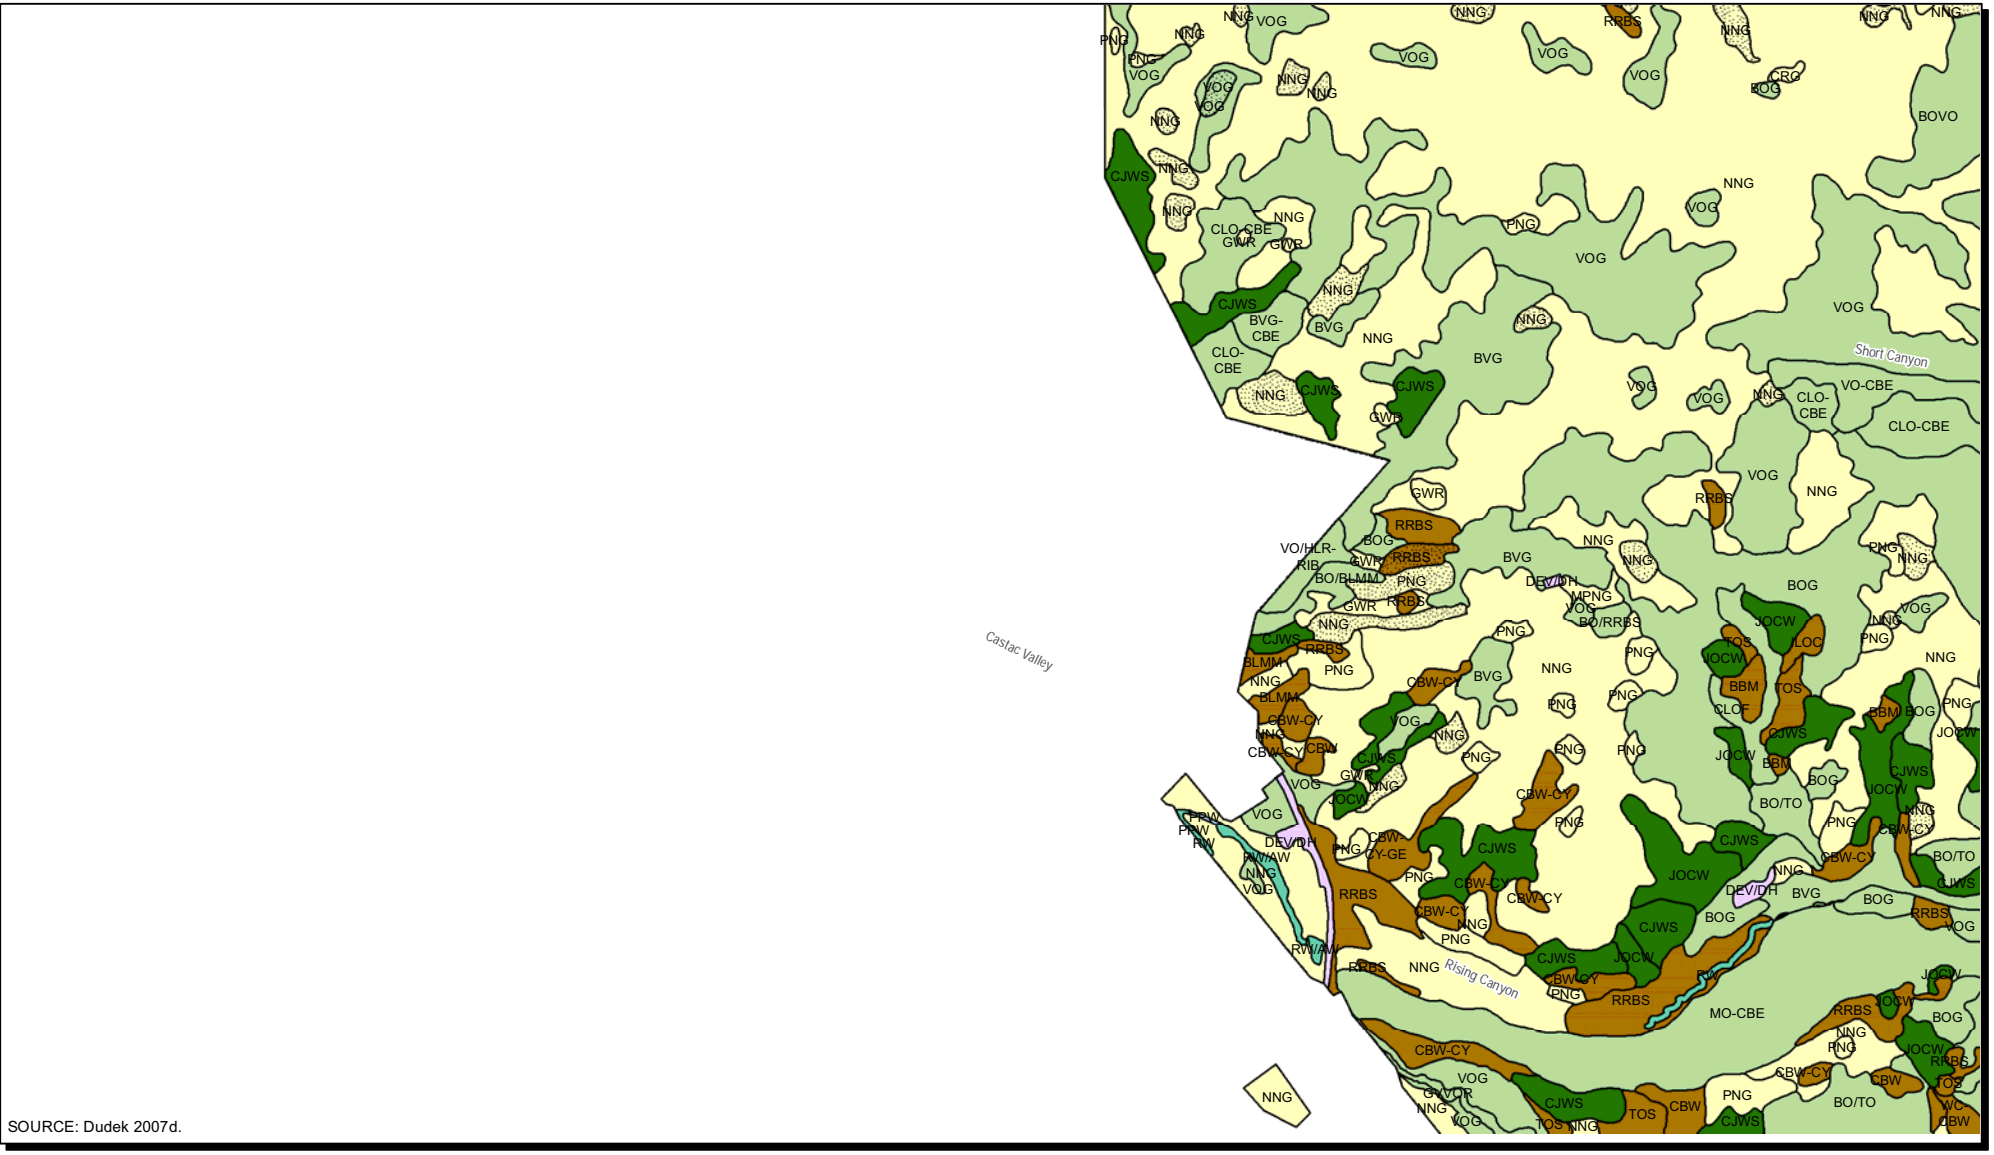 NNG
VOG
NNG
RRBS
NNG
NNG
NNG
PNG
NNG
NNG
PNG
VOG
VOG
VOG
VOG
CRG
BOG
VOG
VOG
NNG
NNG
BOVO
NNG
CJWS
NNG
NNG
VOG
NNG
NNG
PNG
CLO-CBE
GWR
GWR
VOG
NNG
CJWS
VOG
BVG-
CBE
BVG
NNG
NNG
Short Canyon
CLO-
CBE
BVG
NNG
CJWS
CJWS
GWR
VOG
VOG
NNG
VO-CBE
CLO-
CBE
CLO-CBE
VOG
NNG
GWR
RRBS
RRBS
BOG
VO/HLR-
RIB
GWR
RRBS
BO/BLMM
PNG
GWR
RRBS
NNG
BVG
NNG
NNG
DEV/DH
MPNG
VOG
BO/RRBS
PNG
NNG
BOG
VOG
NNG
PNG
CJWS
RRBS
BLMM
PNG
NNG
BLMM
CBW-CY
NNG
CBW-CY
CBW
CBW-CY
BVG
PNG
NNG
PNG
PNG
PNG
JOCW
TOS
ILOC
JOCW
BBM
TOS
CLOF
CJWS
NNG
PNG
BBM
BOG
JOCW
Castac Valley
VOG
NNG
CJWS
PNG
PNG
PNG
JOCW
BBM
BOG
CJWS
JOCW
NNG
VOG
GWR
NNG
JOCW
CBW-CY
PNG
BO/TO
PNG
CBW-CY
VOG
PPW
PPW
RW
DEV/DH
RW/AW
NNG
VOG
PNG
CBW-
CY-GE
PNG
CJWS
CBW-CY
CBW-CY
CJWS
JOCW
NNG
CBW-CY
BO/TO
CJWS
DEV/DH
BVG
BOG
RRBS
CBW-CY
NNG
PNG
CJWS
BOG
RRBS
VOG
RW/AW
RRBS
NNG
Rising Canyon
CJWS
JOCW
CBW-CY
PNG
RRBS
RW
MO-CBE
JOCW
JOCW
RRBS
BOG
NNG
PNG
JOCW
RRBS
CBW-CY
VOG
CBW-CY
CBW
TOS
NNG
NNG
VOG
CJWS
TOS
NNG
TOS
CBW
PNG
CJWS
BO/TO
WC-
CBW
SOURCE: Dudek 2007d.